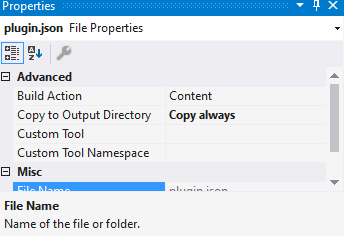 Properties
plugin.json File Properties
Advanced
Build Action Content
Copy to Output Directory Copy always
Custom Tool
Custom Tool Namespace
Misc
File Name plugin.json
File Name
Name of the file or folder.